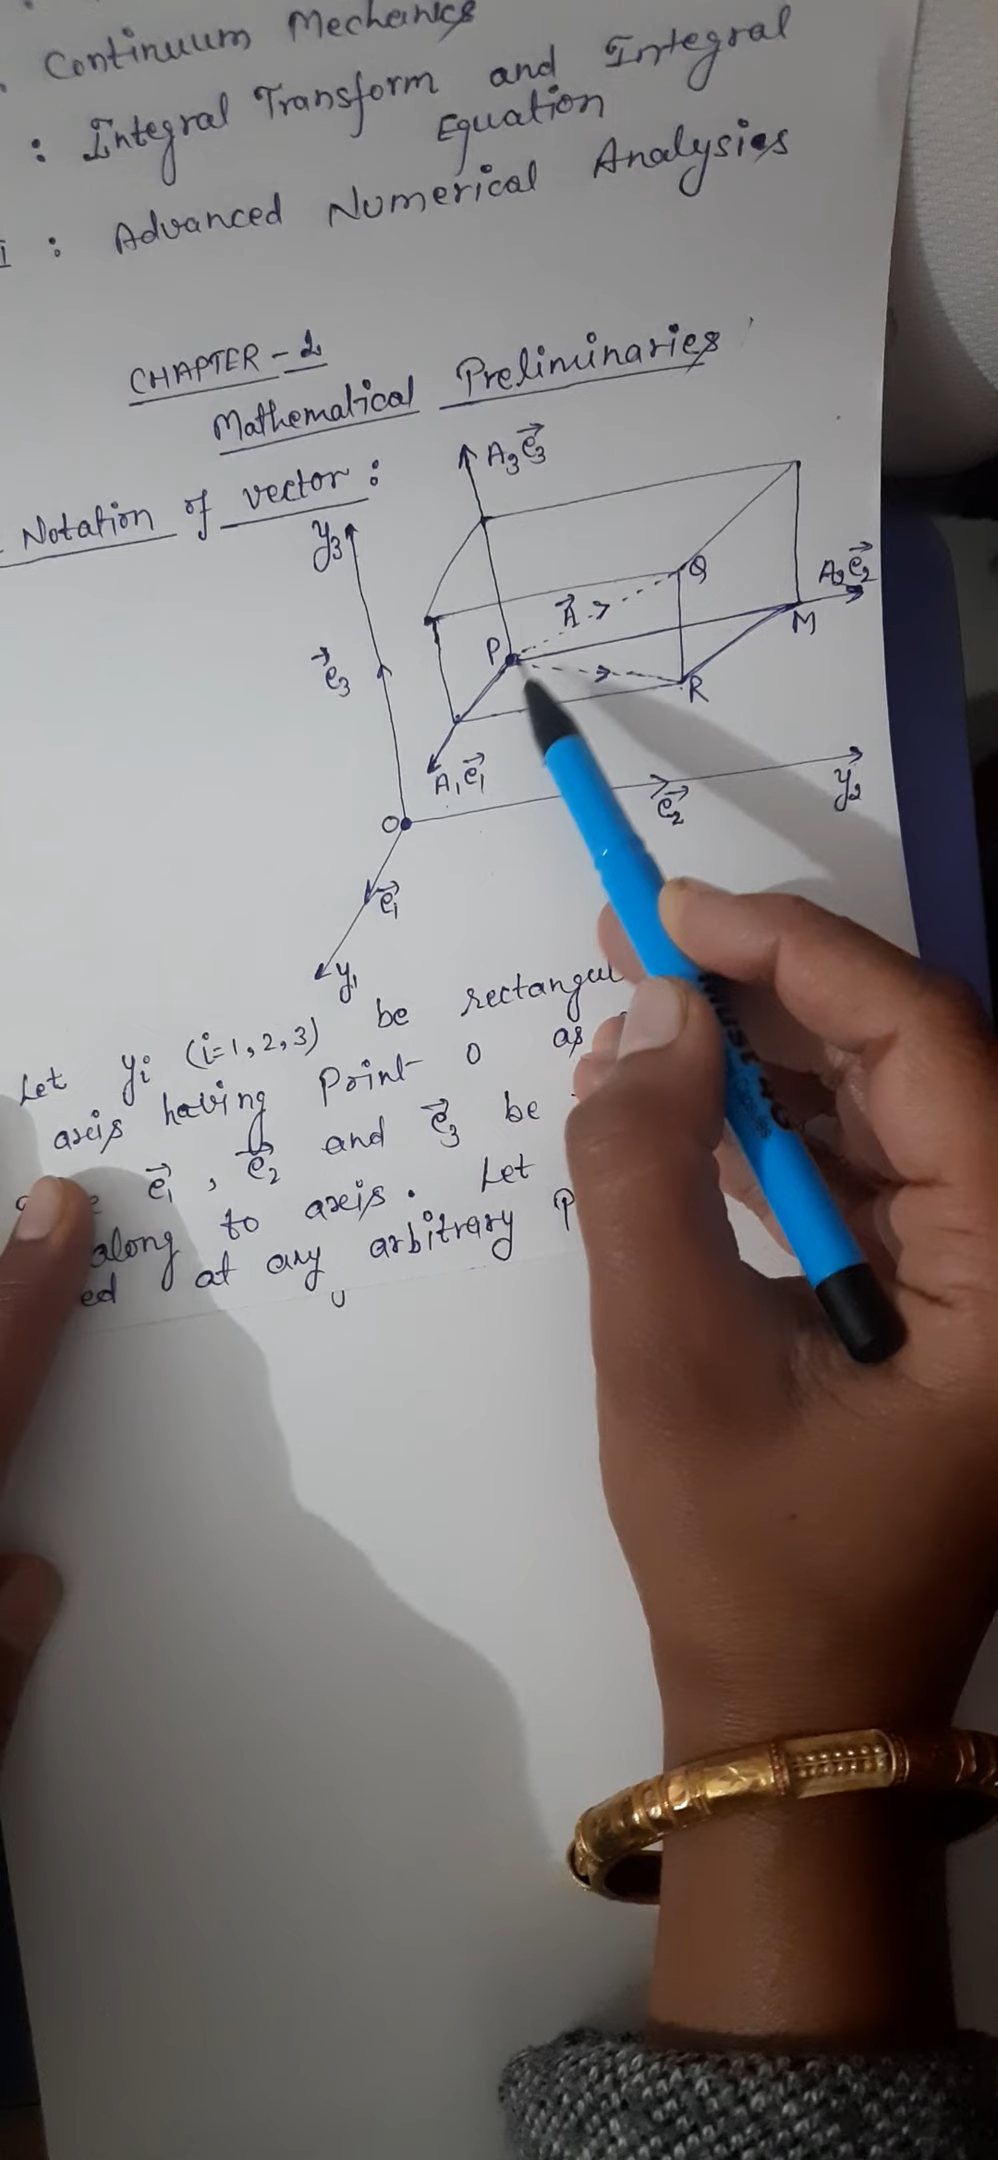 Continuum Mechanics
: Integral Transform and Integral
Equation
I : Advanced Numerical Analysies
CHAPTER-2
Mathematical Preliminaries
Notation of vector :
A₃e⃗₃
y₃
Q
A₂e⃗₂
A⃗
M
P
e⃗₃
R
A₁e⃗₁
y₂
e⃗₂
O
e⃗₁
y₁
Let yᵢ (i=1,2,3) be rectangul
axis having Point O as
e⃗₁, e⃗₂ and e⃗₃ be
along to axis. Let
ed at any arbitrary P